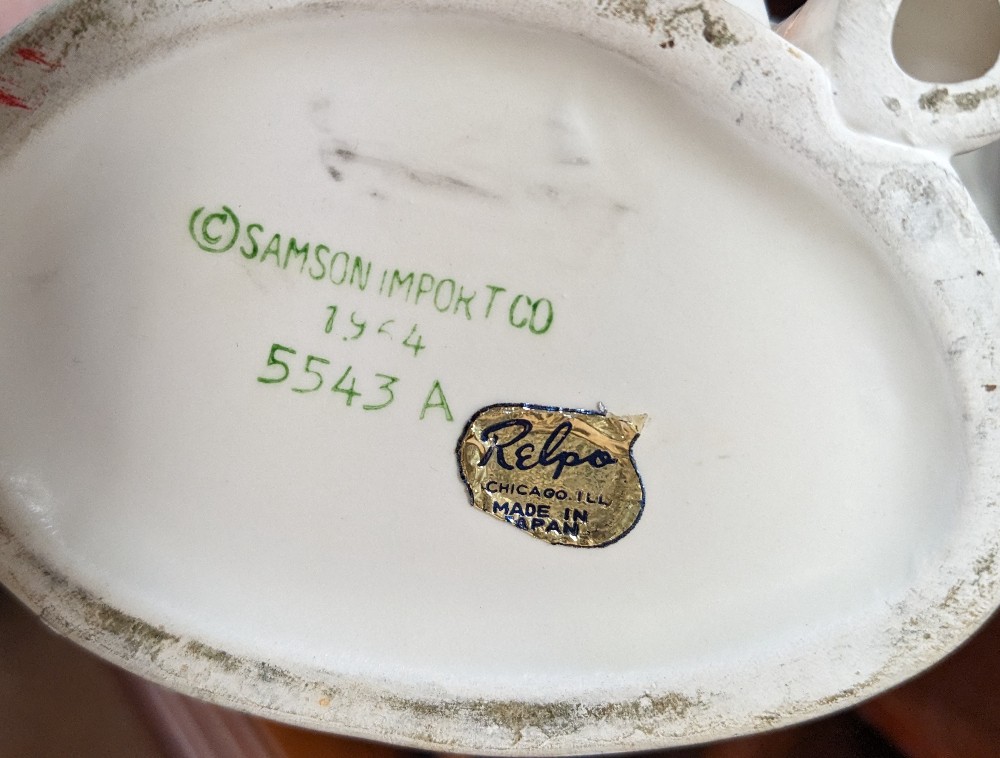 ©SAMSON IMPORT CO
5543 A
Relpo
CHICAGO. ILL
MADE IN
JAPAN